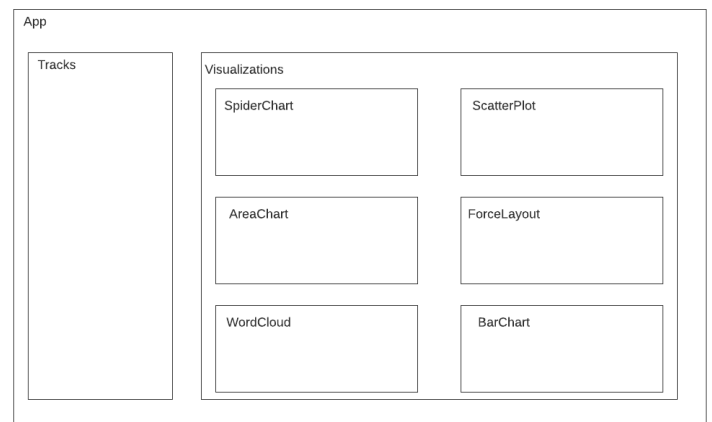 App
Tracks
Visualizations
SpiderChart
ScatterPlot
AreaChart
ForceLayout
WordCloud
BarChart